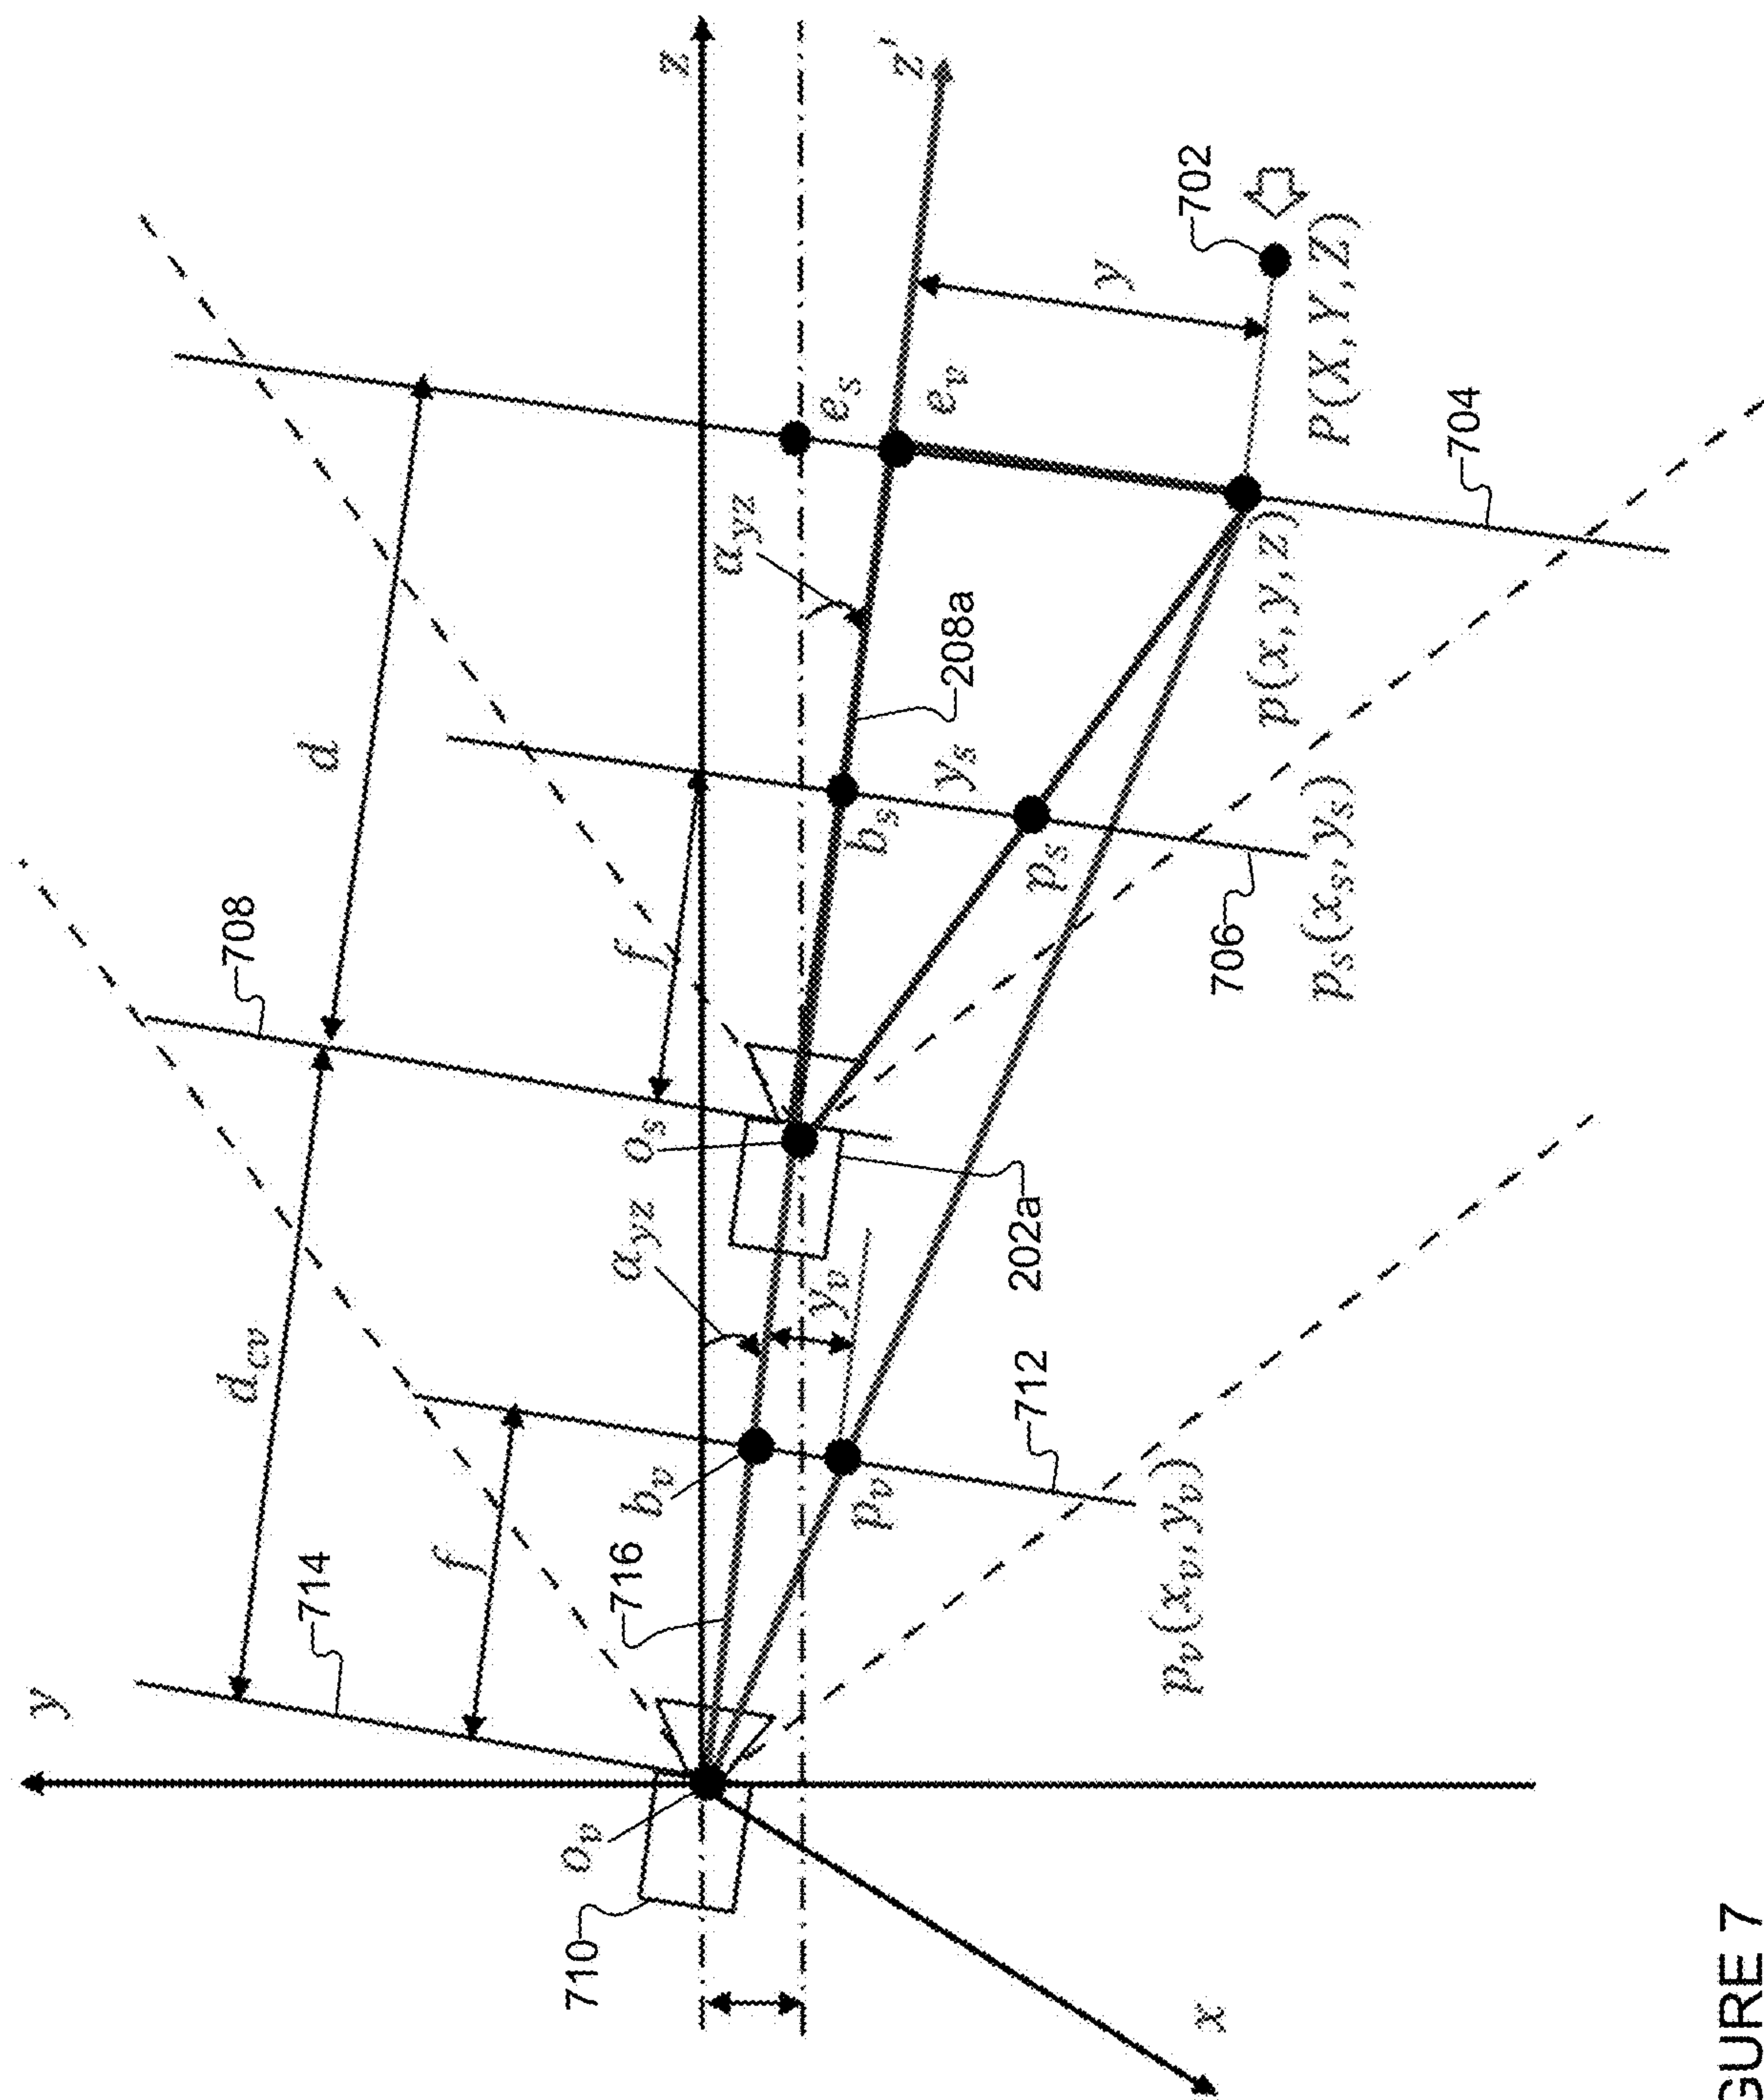 y
z
z'
714
708
d_cv
d
f
f
716
710
o_v
b_v
α_yz
o_s
α_yz
e_s
e_v
y
702
P(X, Y, Z)
208a
b_s
y_s
p_s
y_v
p_v
202a
712
706
704
p(x, y, z)
p_s(x_s, y_s)
p_v(x_v, y_v)
x
GURE 7